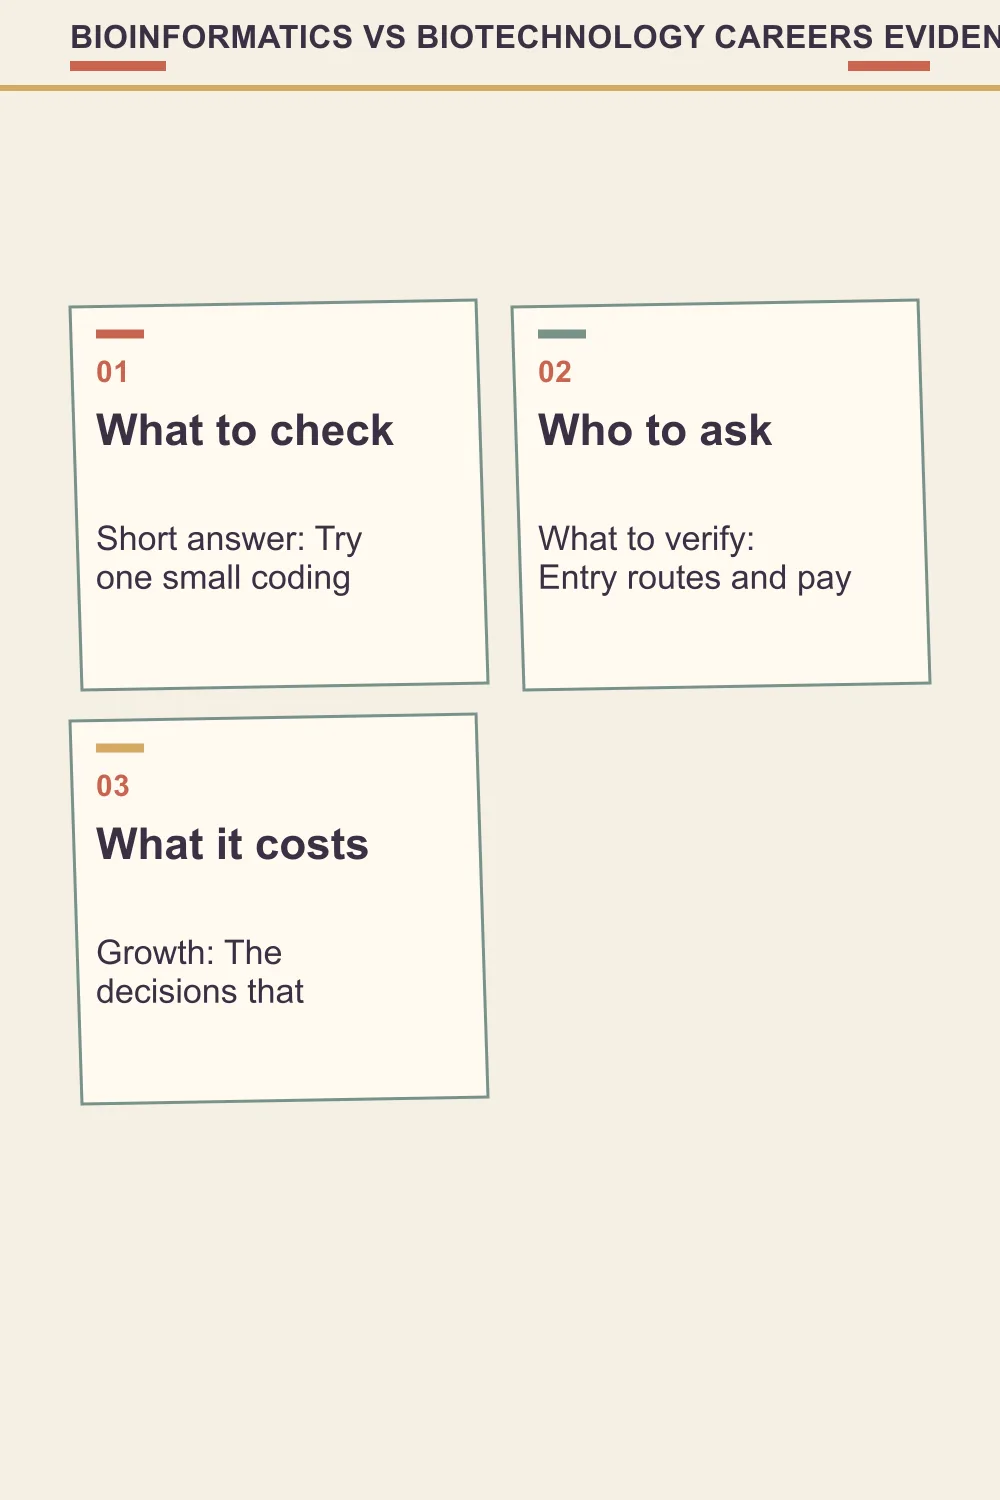 BIOINFORMATICS VS BIOTECHNOLOGY CAREERS EVIDEN
01
What to check
Short answer: Try
one small coding
02
Who to ask
What to verify:
Entry routes and pay
03
What it costs
Growth: The
decisions that